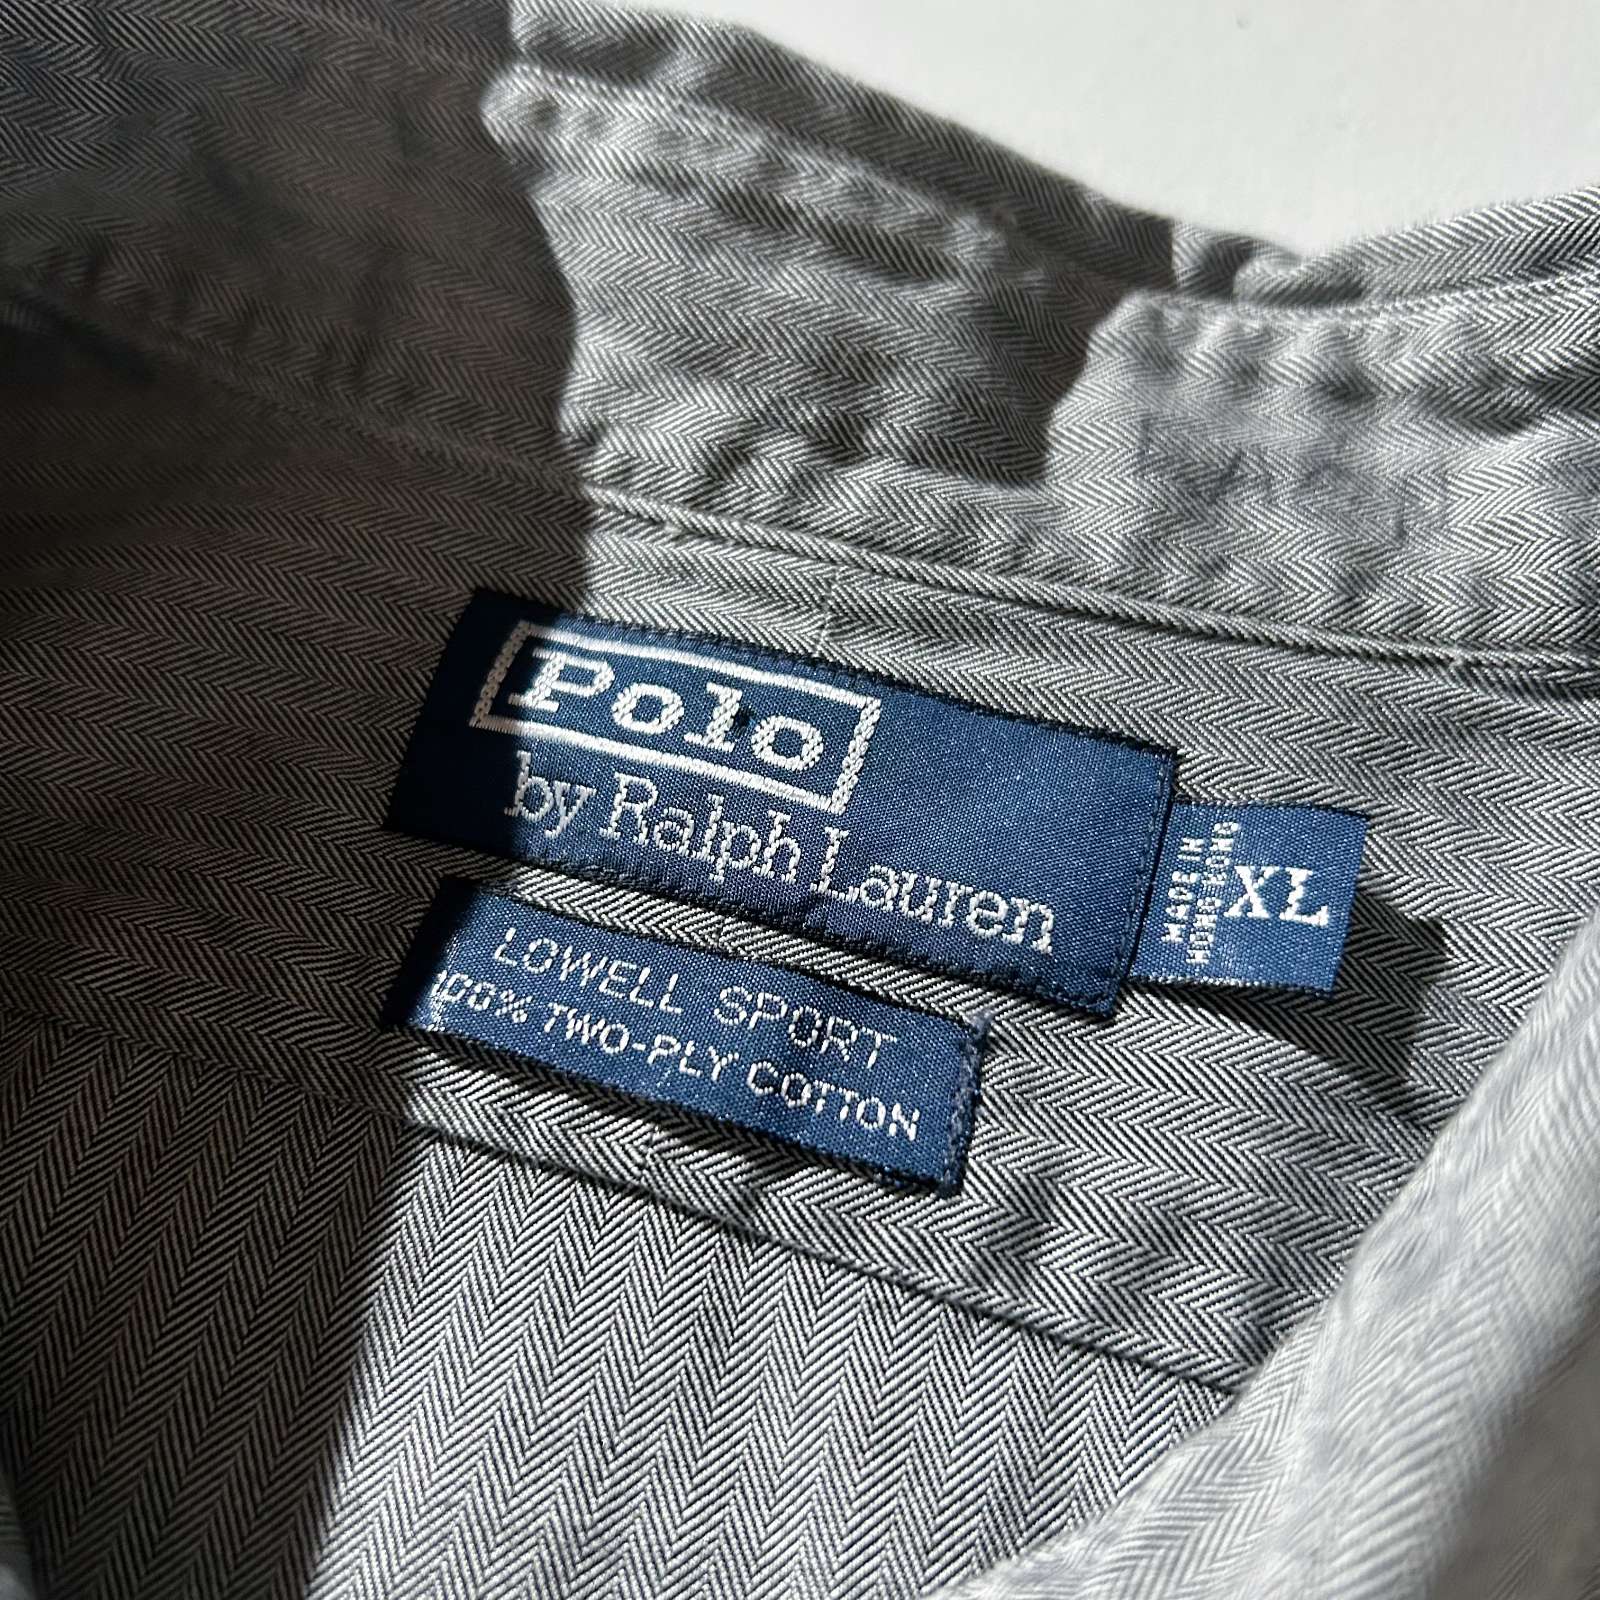 Polo
by Ralph Lauren
MADE IN
HONG KONG
XL
LOWELL SPORT
100% TWO-PLY COTTON